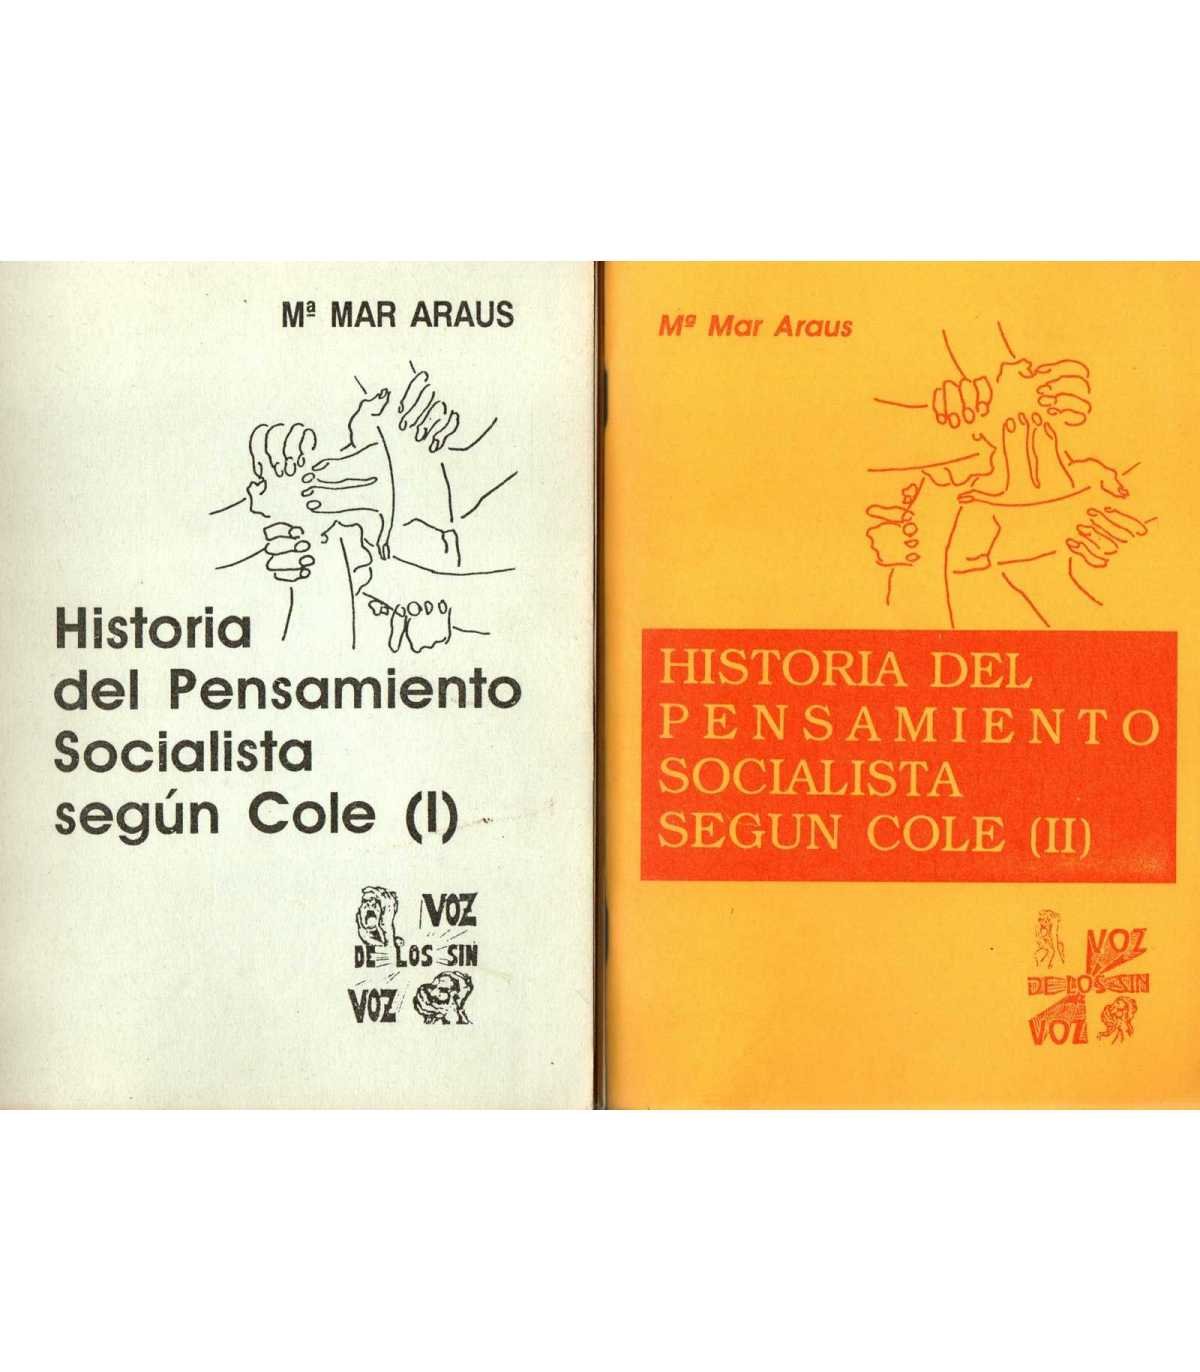 Mª MAR ARAUS
Historia
del Pensamiento
Socialista
según Cole (I)
VOZ
DE LOS SIN
VOZ
Mª Mar Araus
HISTORIA DEL
PENSAMIENTO
SOCIALISTA
SEGUN COLE (II)
VOZ
DE LOS SIN
VOZ